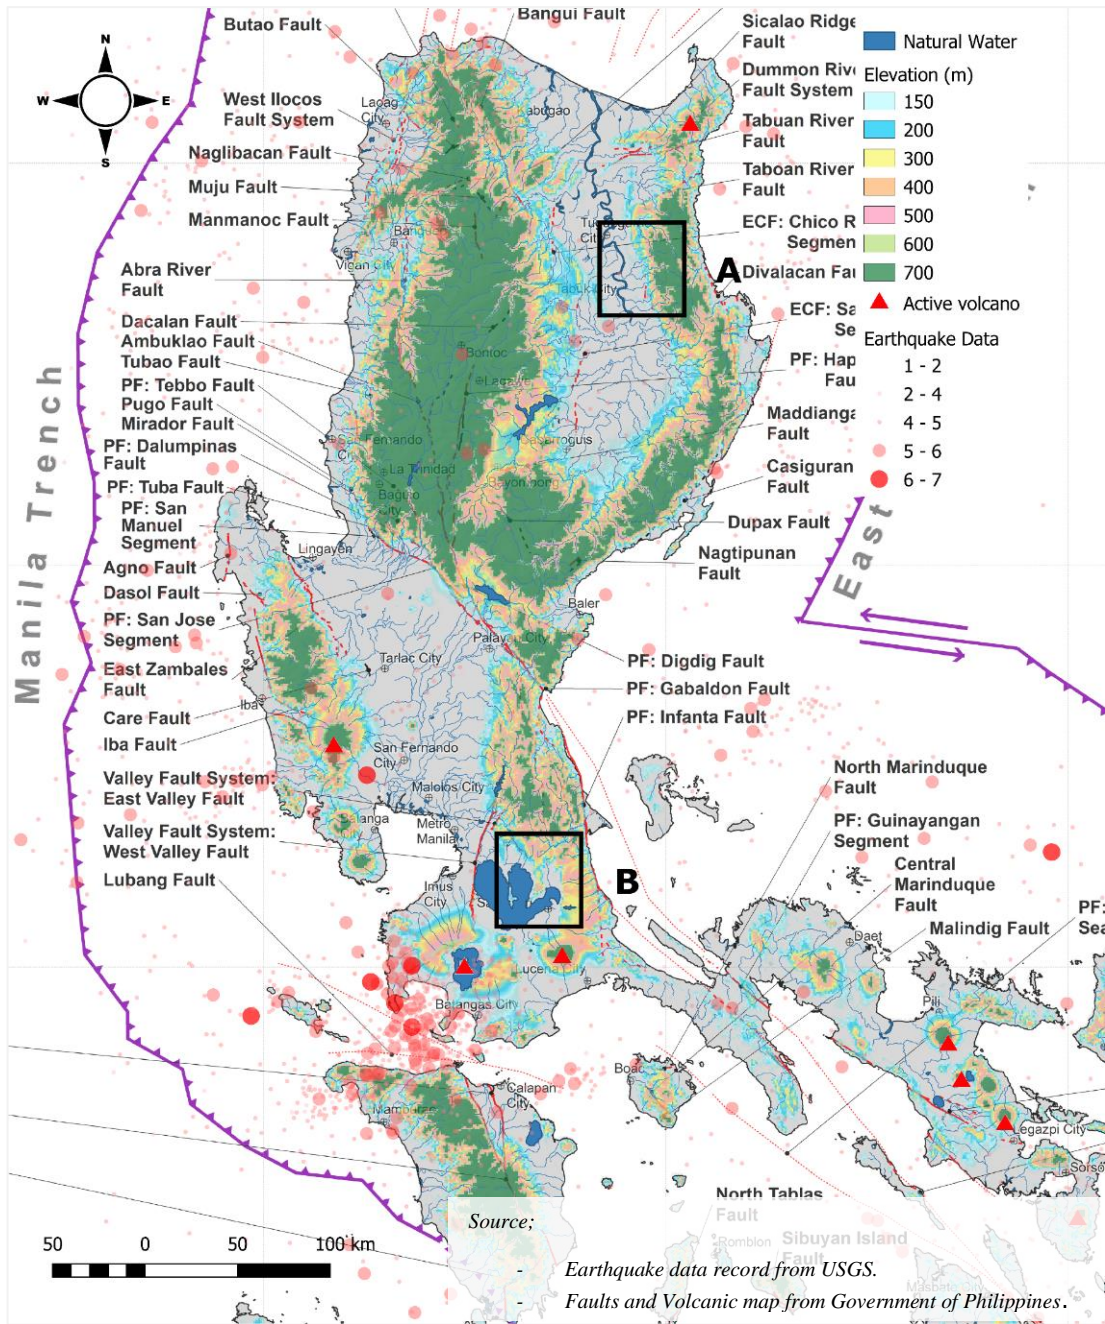 Butao Fault
Bangui Fault
Sicalao Ridge
Fault
Natural Water
Elevation (m)
150
200
300
400
500
600
700
Active volcano
Earthquake Data
1 - 2
2 - 4
4 - 5
5 - 6
6 - 7
N
W
E
S
Dummon Rive
Fault System
Tabuan River
Fault
Taboan River
Fault
ECF: Chico R
Segmen
Divalacan Fau
A
ECF: Sa
Se
PF: Hap
Fau
Maddianga
Fault
Casiguran
Fault
Dupax Fault
Nagtipunan
Fault
West Ilocos
Fault System
Laoag
City
Kabugao
Naglibacan Fault
Muju Fault
Manmanoc Fault
Vigan City
Abra River
Fault
Tabuk City
Dacalan Fault
Ambuklao Fault
Tubao Fault
Bontoc
PF: Tebbo Fault
Pugo Fault
Mirador Fault
PF: Dalumpinas
Fault
San Fernando
La Trinidad
Baguio
City
PF: Tuba Fault
PF: San
Manuel
Segment
Agno Fault
Lingayen
Dasol Fault
PF: San Jose
Segment
East Zambales
Fault
Care Fault
Iba
Iba Fault
Manila Trench
East
Baler
Tarlac City
PF: Digdig Fault
PF: Gabaldon Fault
PF: Infanta Fault
San Fernando
City
Valley Fault System:
East Valley Fault
Malolos City
Metro
Manila
Valley Fault System:
West Valley Fault
Lubang Fault
Imus
City
B
North Marinduque
Fault
PF: Guinayangan
Segment
Central
Marinduque
Fault
Malindig Fault
PF:
Sea
Daet
Pili
Lucena City
Batangas City
Calapan
City
Boac
Legazpi City
North Tablas
Fault
Romblon
Sibuyan Island
Fault
50 0 50 100 km
Source;
- Earthquake data record from USGS.
- Faults and Volcanic map from Government of Philippines.